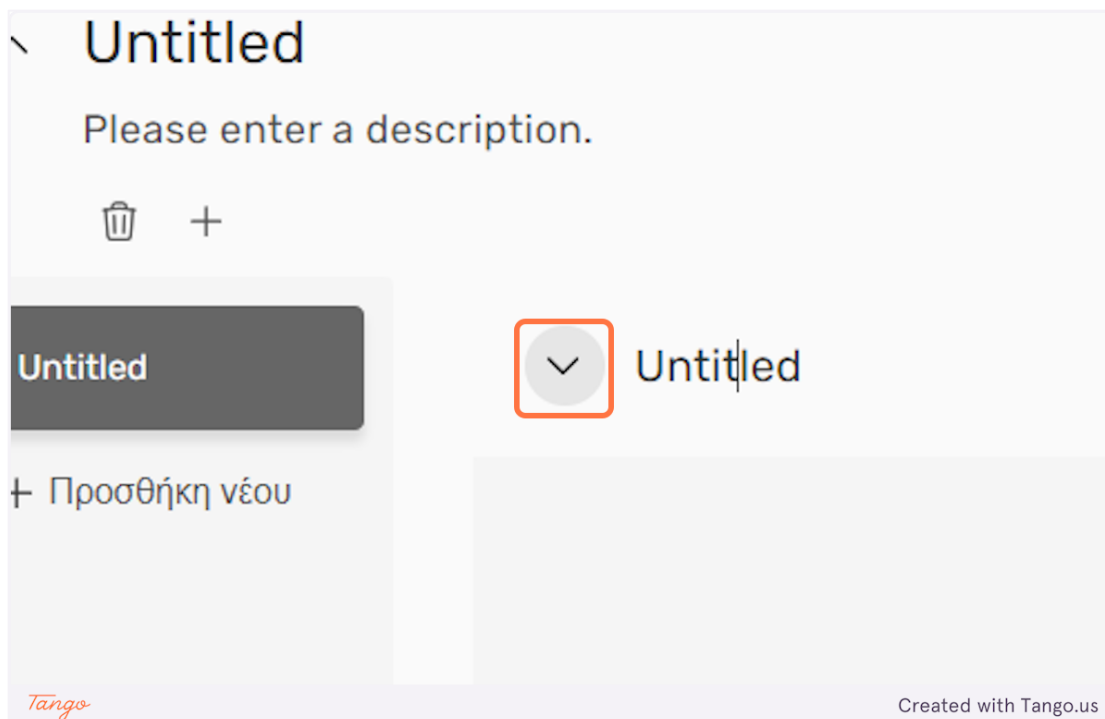 Untitled
Please enter a description.
Untitled
Untitled
+ Προσθήκη νέου
Tango
Created with Tango.us